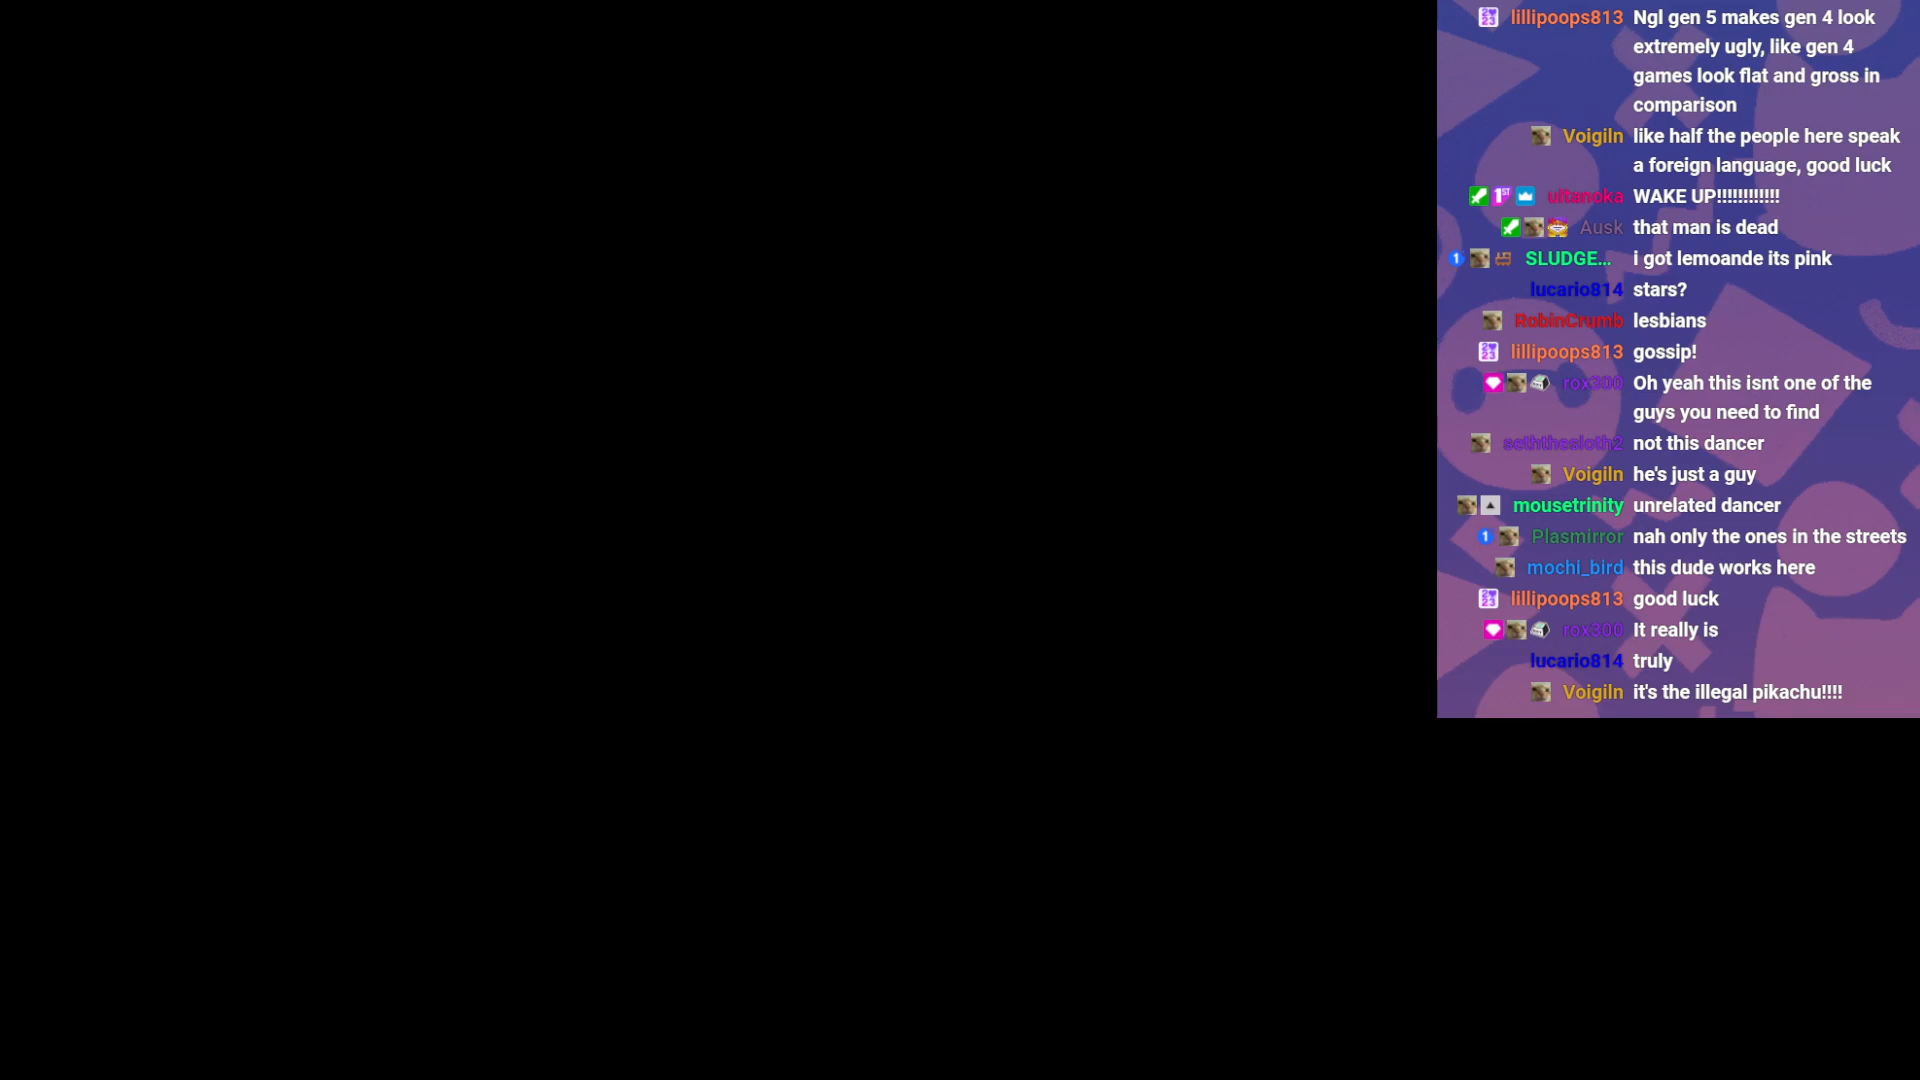 lillipoops813 Ngl gen 5 makes gen 4 look
extremely ugly, like gen 4
games look flat and gross in
comparison
Voigiln like half the people here speak
a foreign language, good luck
uftanoka WAKE UP!!!!!!!!!!!!
Ausk that man is dead
1 SLUDGE... i got lemoande its pink
lucario814 stars?
RobinCrumb lesbians
lillipoops813 gossip!
rox300 Oh yeah this isnt one of the
guys you need to find
seththesloth2 not this dancer
Voigiln he's just a guy
mousetrinity unrelated dancer
1 Plasmirror nah only the ones in the streets
mochi_bird this dude works here
lillipoops813 good luck
rox300 It really is
lucario814 truly
Voigiln it's the illegal pikachu!!!!